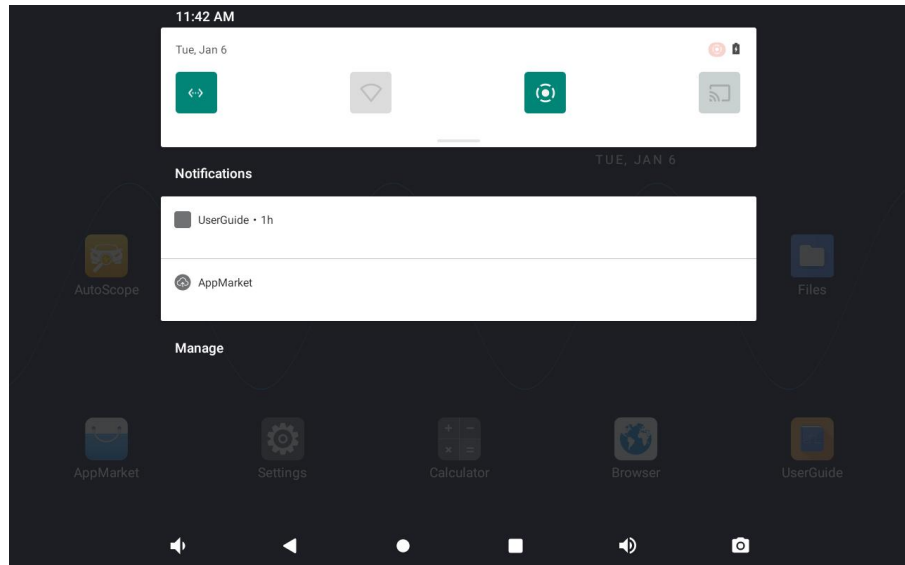 11:42 AM
Tue, Jan 6
TUE, JAN 6
Notifications
UserGuide • 1h
AppMarket
AutoScope
Files
Manage
AppMarket
Settings
Calculator
Browser
UserGuide